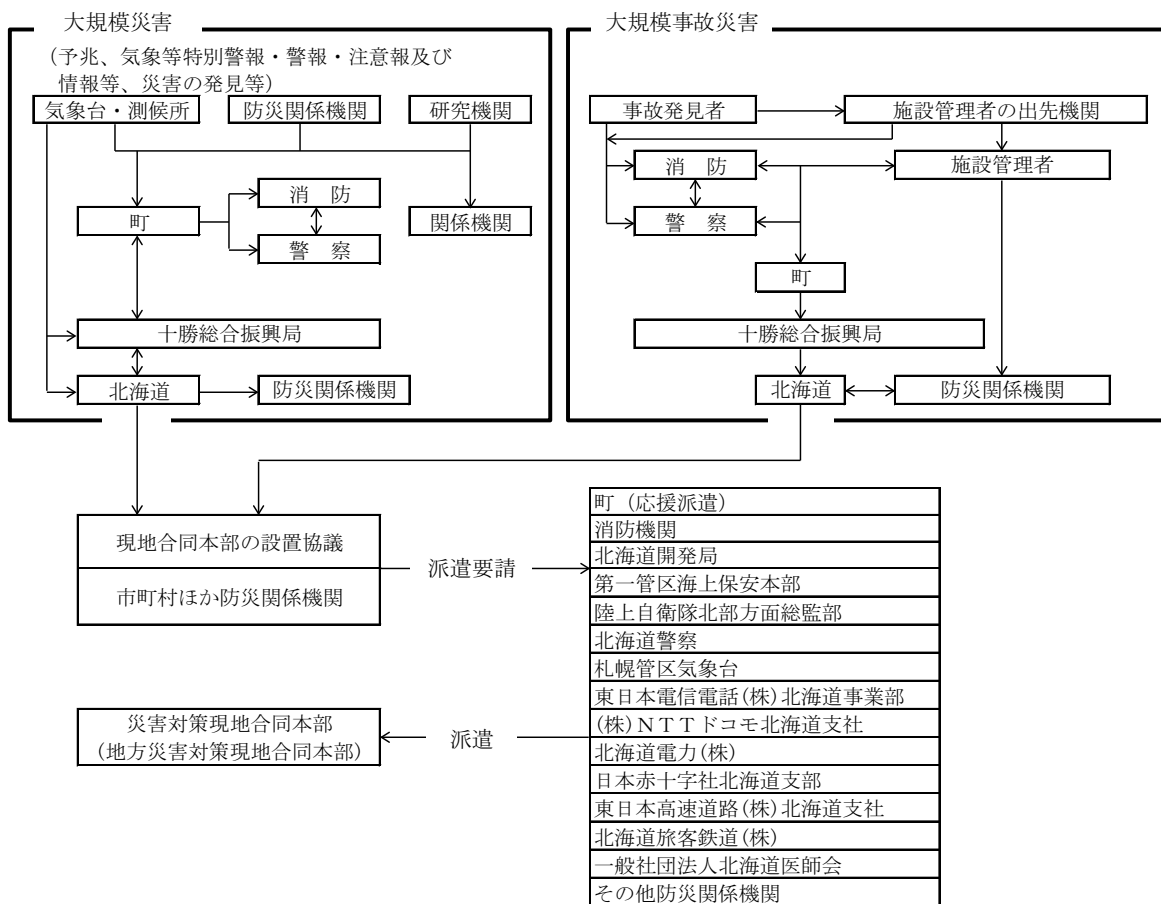 大規模災害
(予兆、気象等特別警報・警報・注意報及び
情報等、災害の発見等)
気象台・測候所
防災関係機関
研究機関
消　防
町
関係機関
警　察
十勝総合振興局
北海道
防災関係機関
大規模事故災害
事故発見者
施設管理者の出先機関
消　防
施設管理者
警　察
町
十勝総合振興局
北海道
防災関係機関
現地合同本部の設置協議
市町村ほか防災関係機関
派遣要請
町（応援派遣）
消防機関
北海道開発局
第一管区海上保安本部
陸上自衛隊北部方面総監部
北海道警察
札幌管区気象台
東日本電信電話(株)北海道事業部
(株)ＮＴＴドコモ北海道支社
北海道電力(株)
日本赤十字社北海道支部
東日本高速道路(株)北海道支社
北海道旅客鉄道(株)
一般社団法人北海道医師会
その他防災関係機関
派遣
災害対策現地合同本部
(地方災害対策現地合同本部)